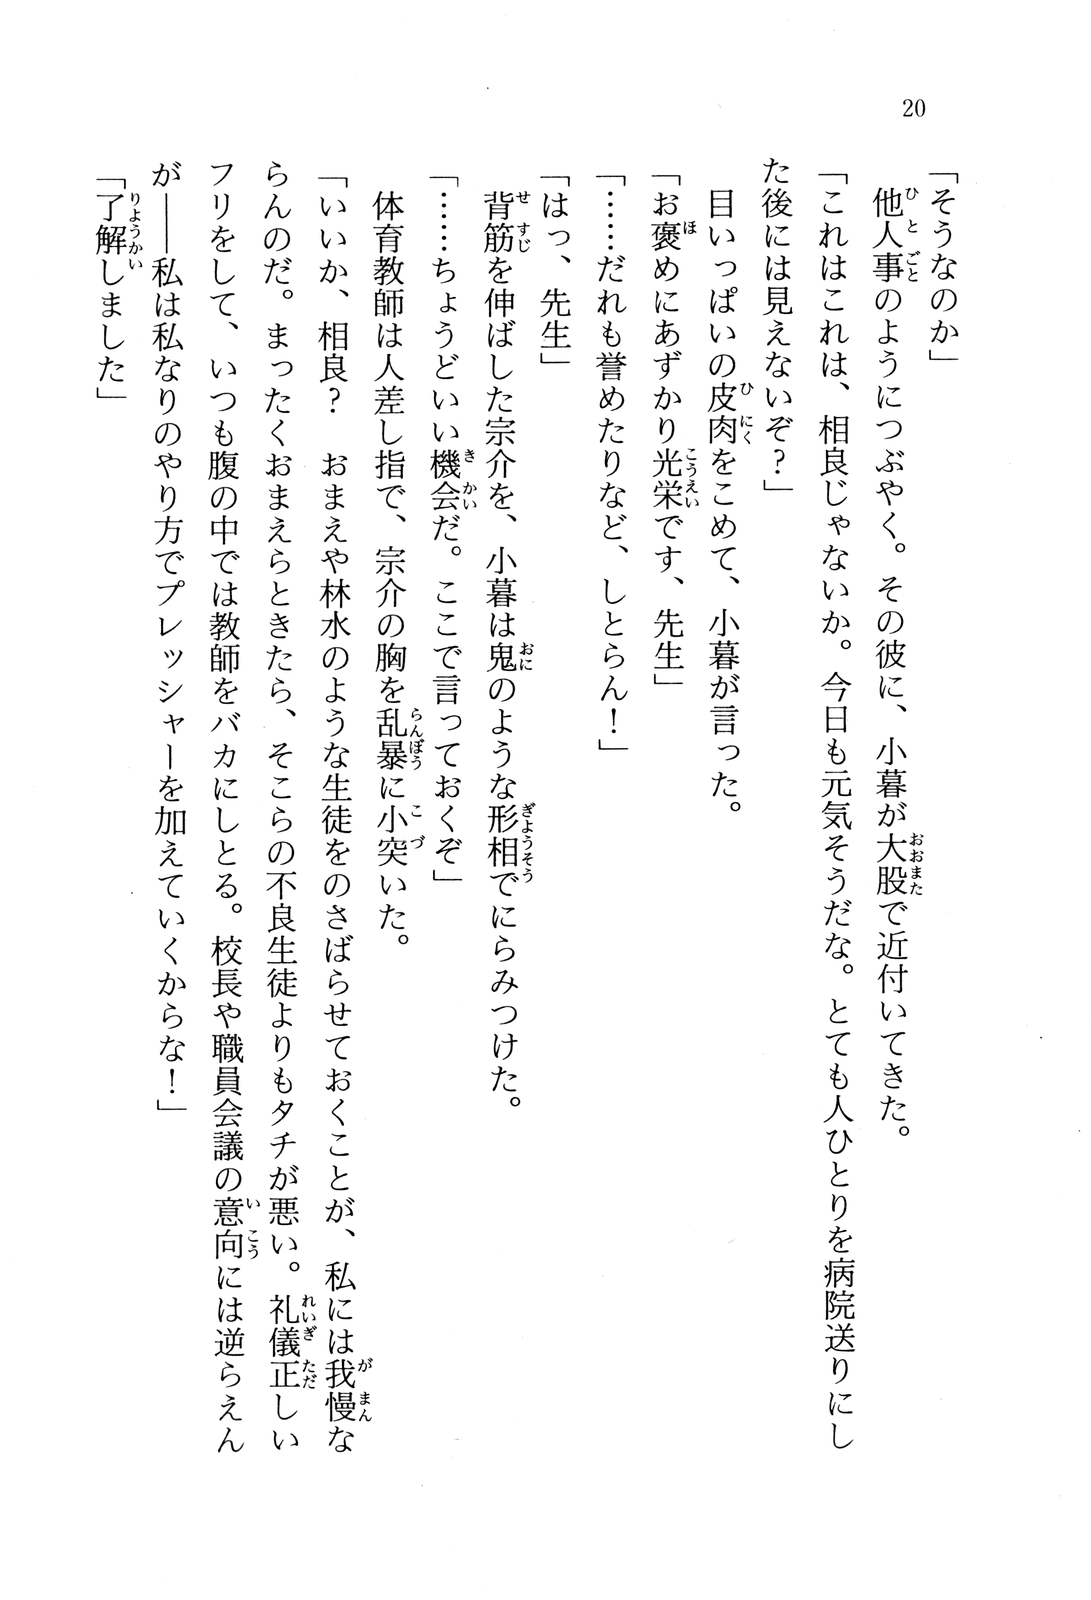 20
「そうなのか」
　他人事のようにつぶやく。その彼に、小暮が大股で近付いてきた。
「これはこれは、相良じゃないか。今日も元気そうだな。とても人ひとりを病院送りにし
た後には見えないぞ？」
　目いっぱいの皮肉をこめて、小暮が言った。
「お褒めにあずかり光栄です、先生」
「……だれも誉めたりなど、しとらん！」
「はっ、先生」
　背筋を伸ばした宗介を、小暮は鬼のような形相でにらみつけた。
「……ちょうどいい機会だ。ここで言っておくぞ」
　体育教師は人差し指で、宗介の胸を乱暴に小突いた。
「いいか、相良？　おまえや林水のような生徒をのさばらせておくことが、私には我慢な
らんのだ。まったくおまえらときたら、そこらの不良生徒よりもタチが悪い。礼儀正しい
フリをして、いつも腹の中では教師をバカにしとる。校長や職員会議の意向には逆らえん
が――私は私なりのやり方でプレッシャーを加えていくからな！」
「了解しました」